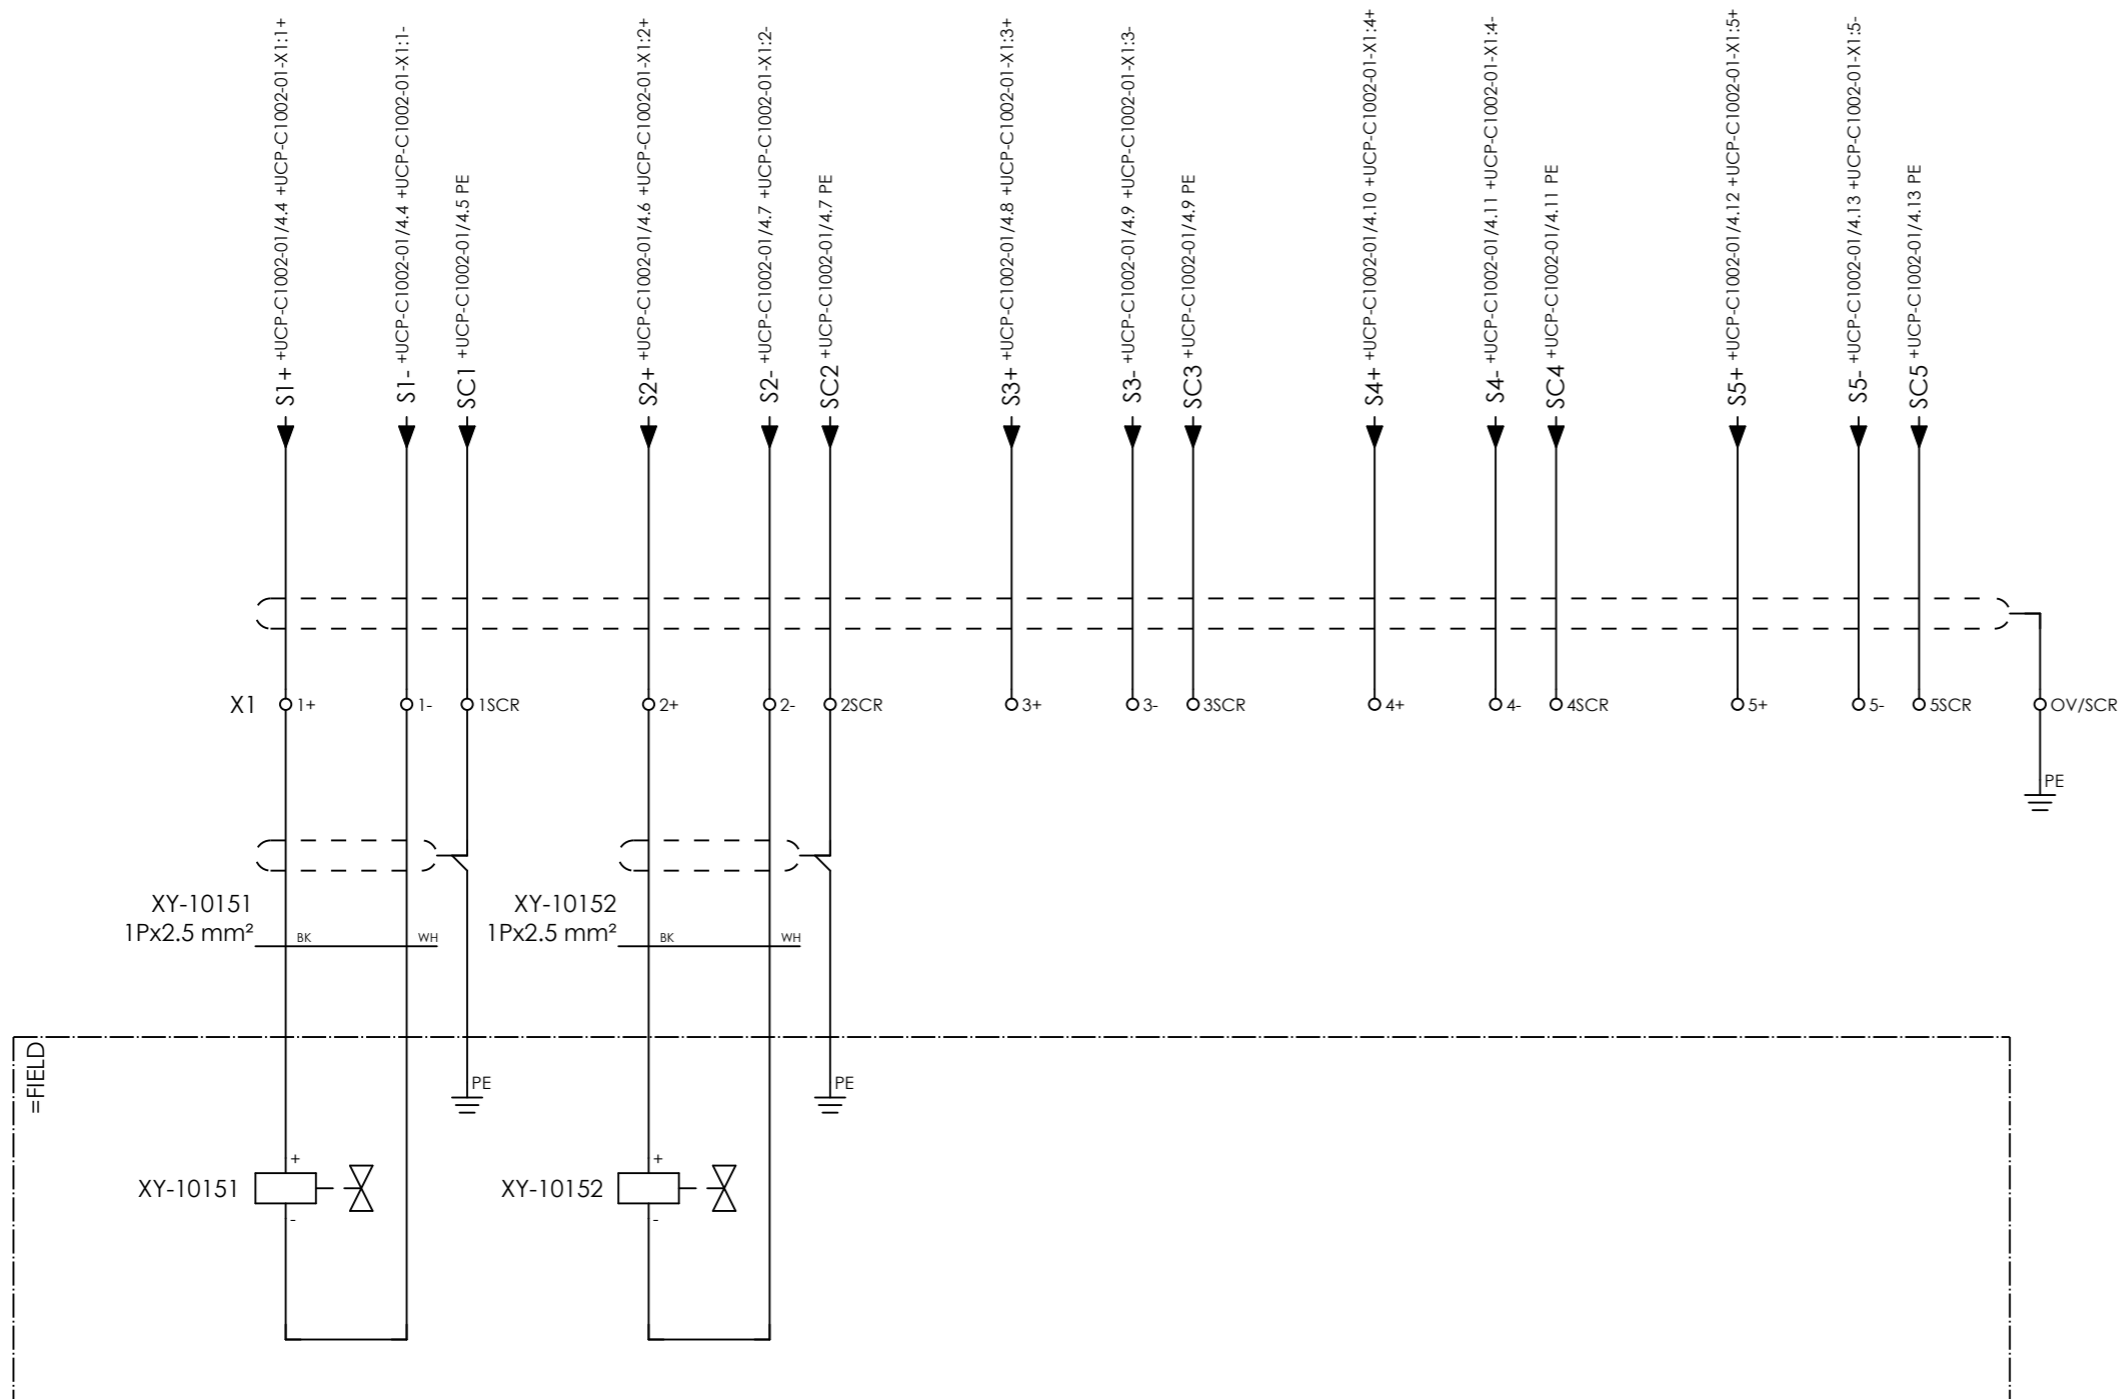 S1+ +UCP-C1002-01/4.4 +UCP-C1002-01-X1:1+
S1- +UCP-C1002-01/4.4 +UCP-C1002-01-X1:1-
SC1 +UCP-C1002-01/4.5 PE
S2+ +UCP-C1002-01/4.6 +UCP-C1002-01-X1:2+
S2- +UCP-C1002-01/4.7 +UCP-C1002-01-X1:2-
SC2 +UCP-C1002-01/4.7 PE
S3+ +UCP-C1002-01/4.8 +UCP-C1002-01-X1:3+
S3- +UCP-C1002-01/4.9 +UCP-C1002-01-X1:3-
SC3 +UCP-C1002-01/4.9 PE
S4+ +UCP-C1002-01/4.10 +UCP-C1002-01-X1:4+
S4- +UCP-C1002-01/4.11 +UCP-C1002-01-X1:4-
SC4 +UCP-C1002-01/4.11 PE
S5+ +UCP-C1002-01/4.12 +UCP-C1002-01-X1:5+
S5- +UCP-C1002-01/4.13 +UCP-C1002-01-X1:5-
SC5 +UCP-C1002-01/4.13 PE
X1 1+ 1- 1SCR 2+ 2- 2SCR 3+ 3- 3SCR 4+ 4- 4SCR 5+ 5- 5SCR OV/SCR
PE
XY-10151
1Px2.5 mm²
BK WH
XY-10152
1Px2.5 mm²
BK WH
=FIELD
PE
PE
+
XY-10151
-
+
XY-10152
-